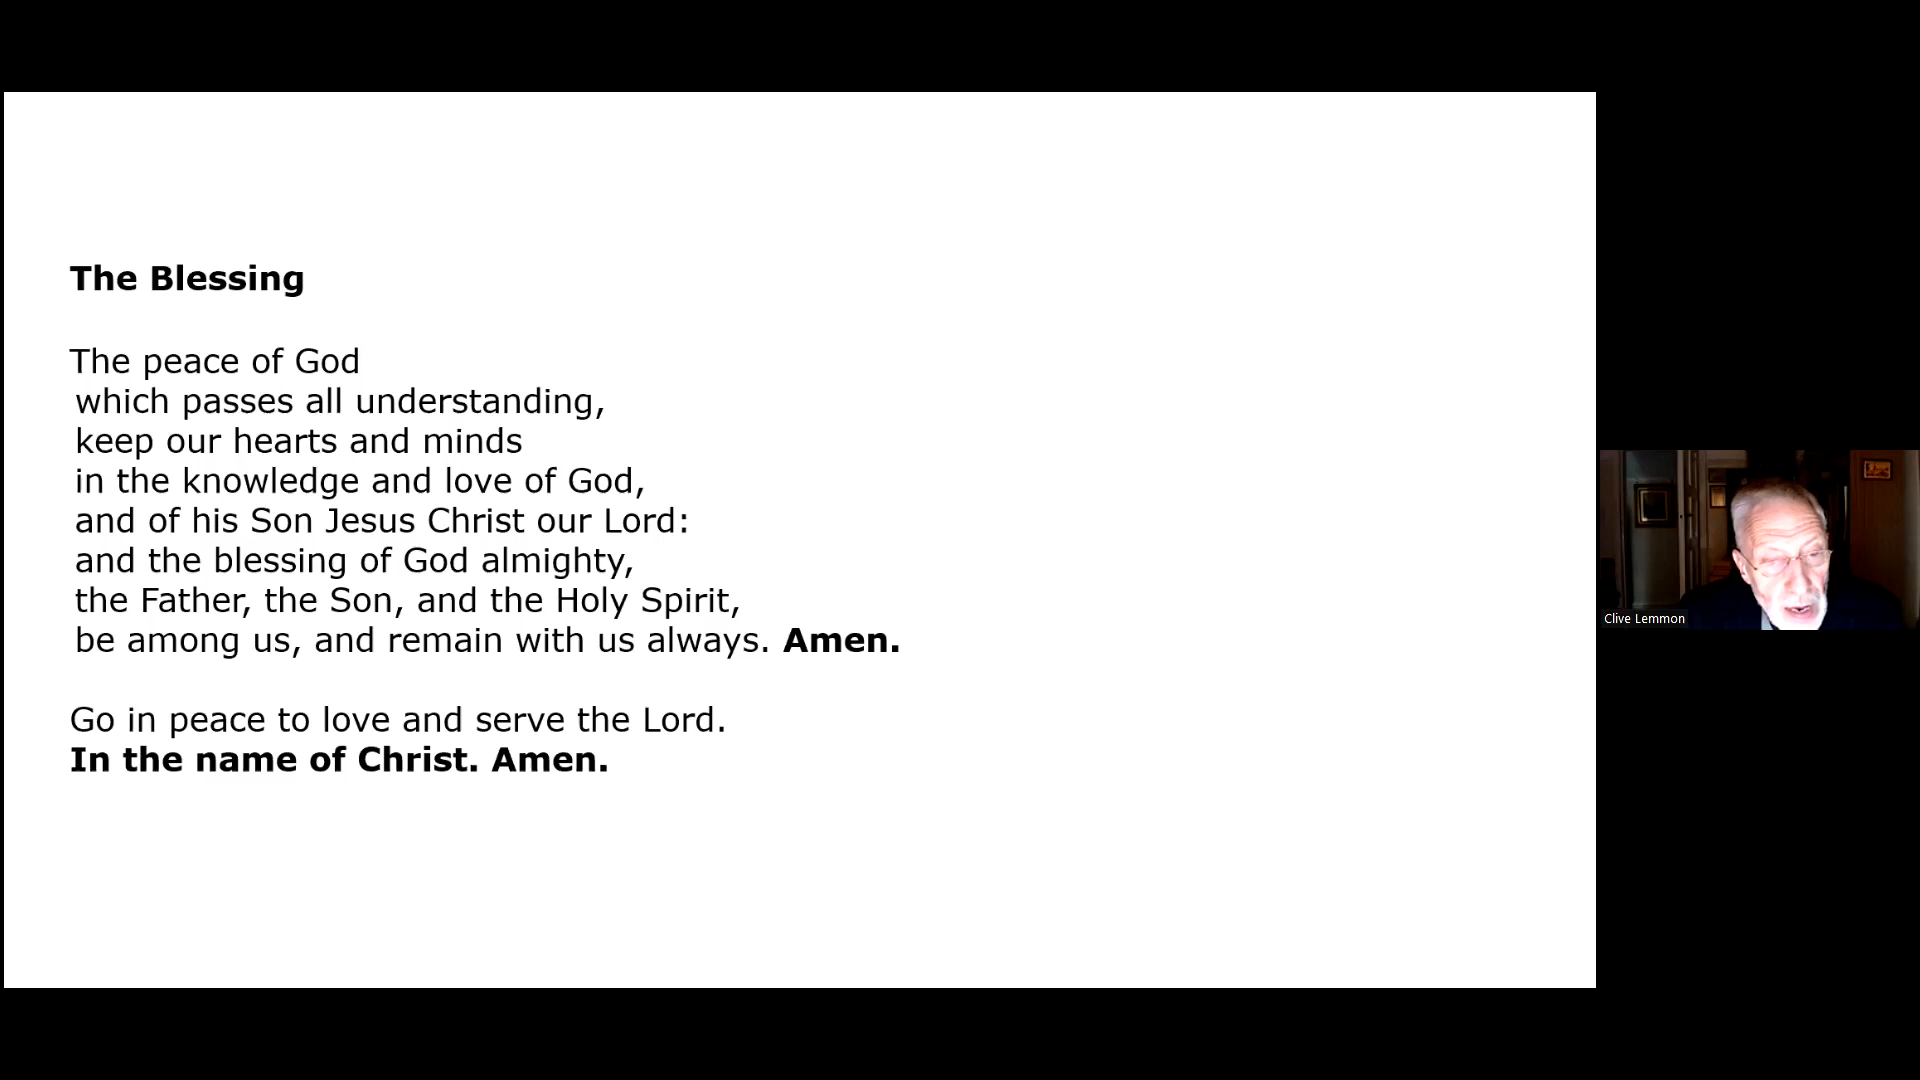 The Blessing
The peace of God
which passes all understanding,
keep our hearts and minds
in the knowledge and love of God,
and of his Son Jesus Christ our Lord:
and the blessing of God almighty,
the Father, the Son, and the Holy Spirit,
be among us, and remain with us always. Amen.
Go in peace to love and serve the Lord.
In the name of Christ. Amen.
Clive Lemmon